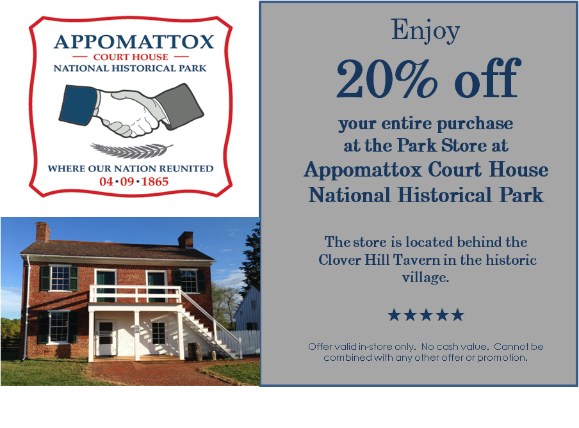 APPOMATTOX
COURT HOUSE
NATIONAL HISTORICAL PARK
WHERE OUR NATION REUNITED
04•09•1865
Enjoy
20% off
your entire purchase
at the Park Store at
Appomattox Court House
National Historical Park
The store is located behind the
Clover Hill Tavern in the historic
village.
Offer valid in-store only. No cash value. Cannot be
combined with any other offer or promotion.